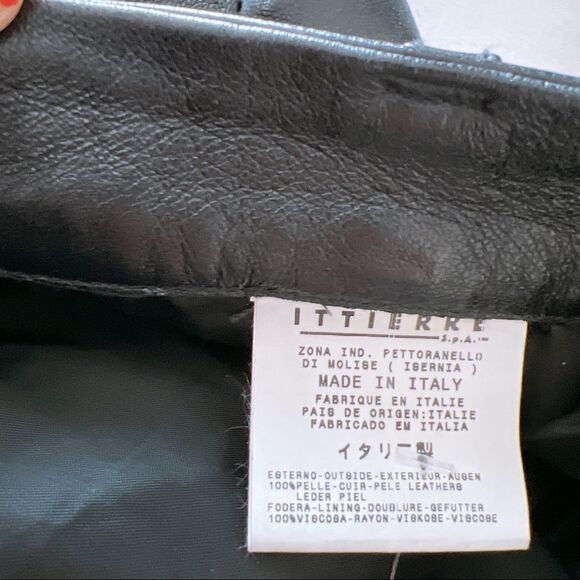 ITTIERRE
S.p.A.
ZONA IND. PETTORANELLO
DI MOLISE ( ISERNIA )
MADE IN ITALY
FABRIQUE EN ITALIE
PAIS DE ORIGEN:ITALIE
FABRICADO EM ITALIA
イタリー製
ESTERNO-OUTSIDE-EXTERIEUR-AUSEN
100%PELLE-CUIR-PELE LEATHERS
LEDER PIEL
FODERA-LINING-DOUBLURE-GEFUTTER
100%VISCOSA-RAYON-VISKOSE-VISCOSE